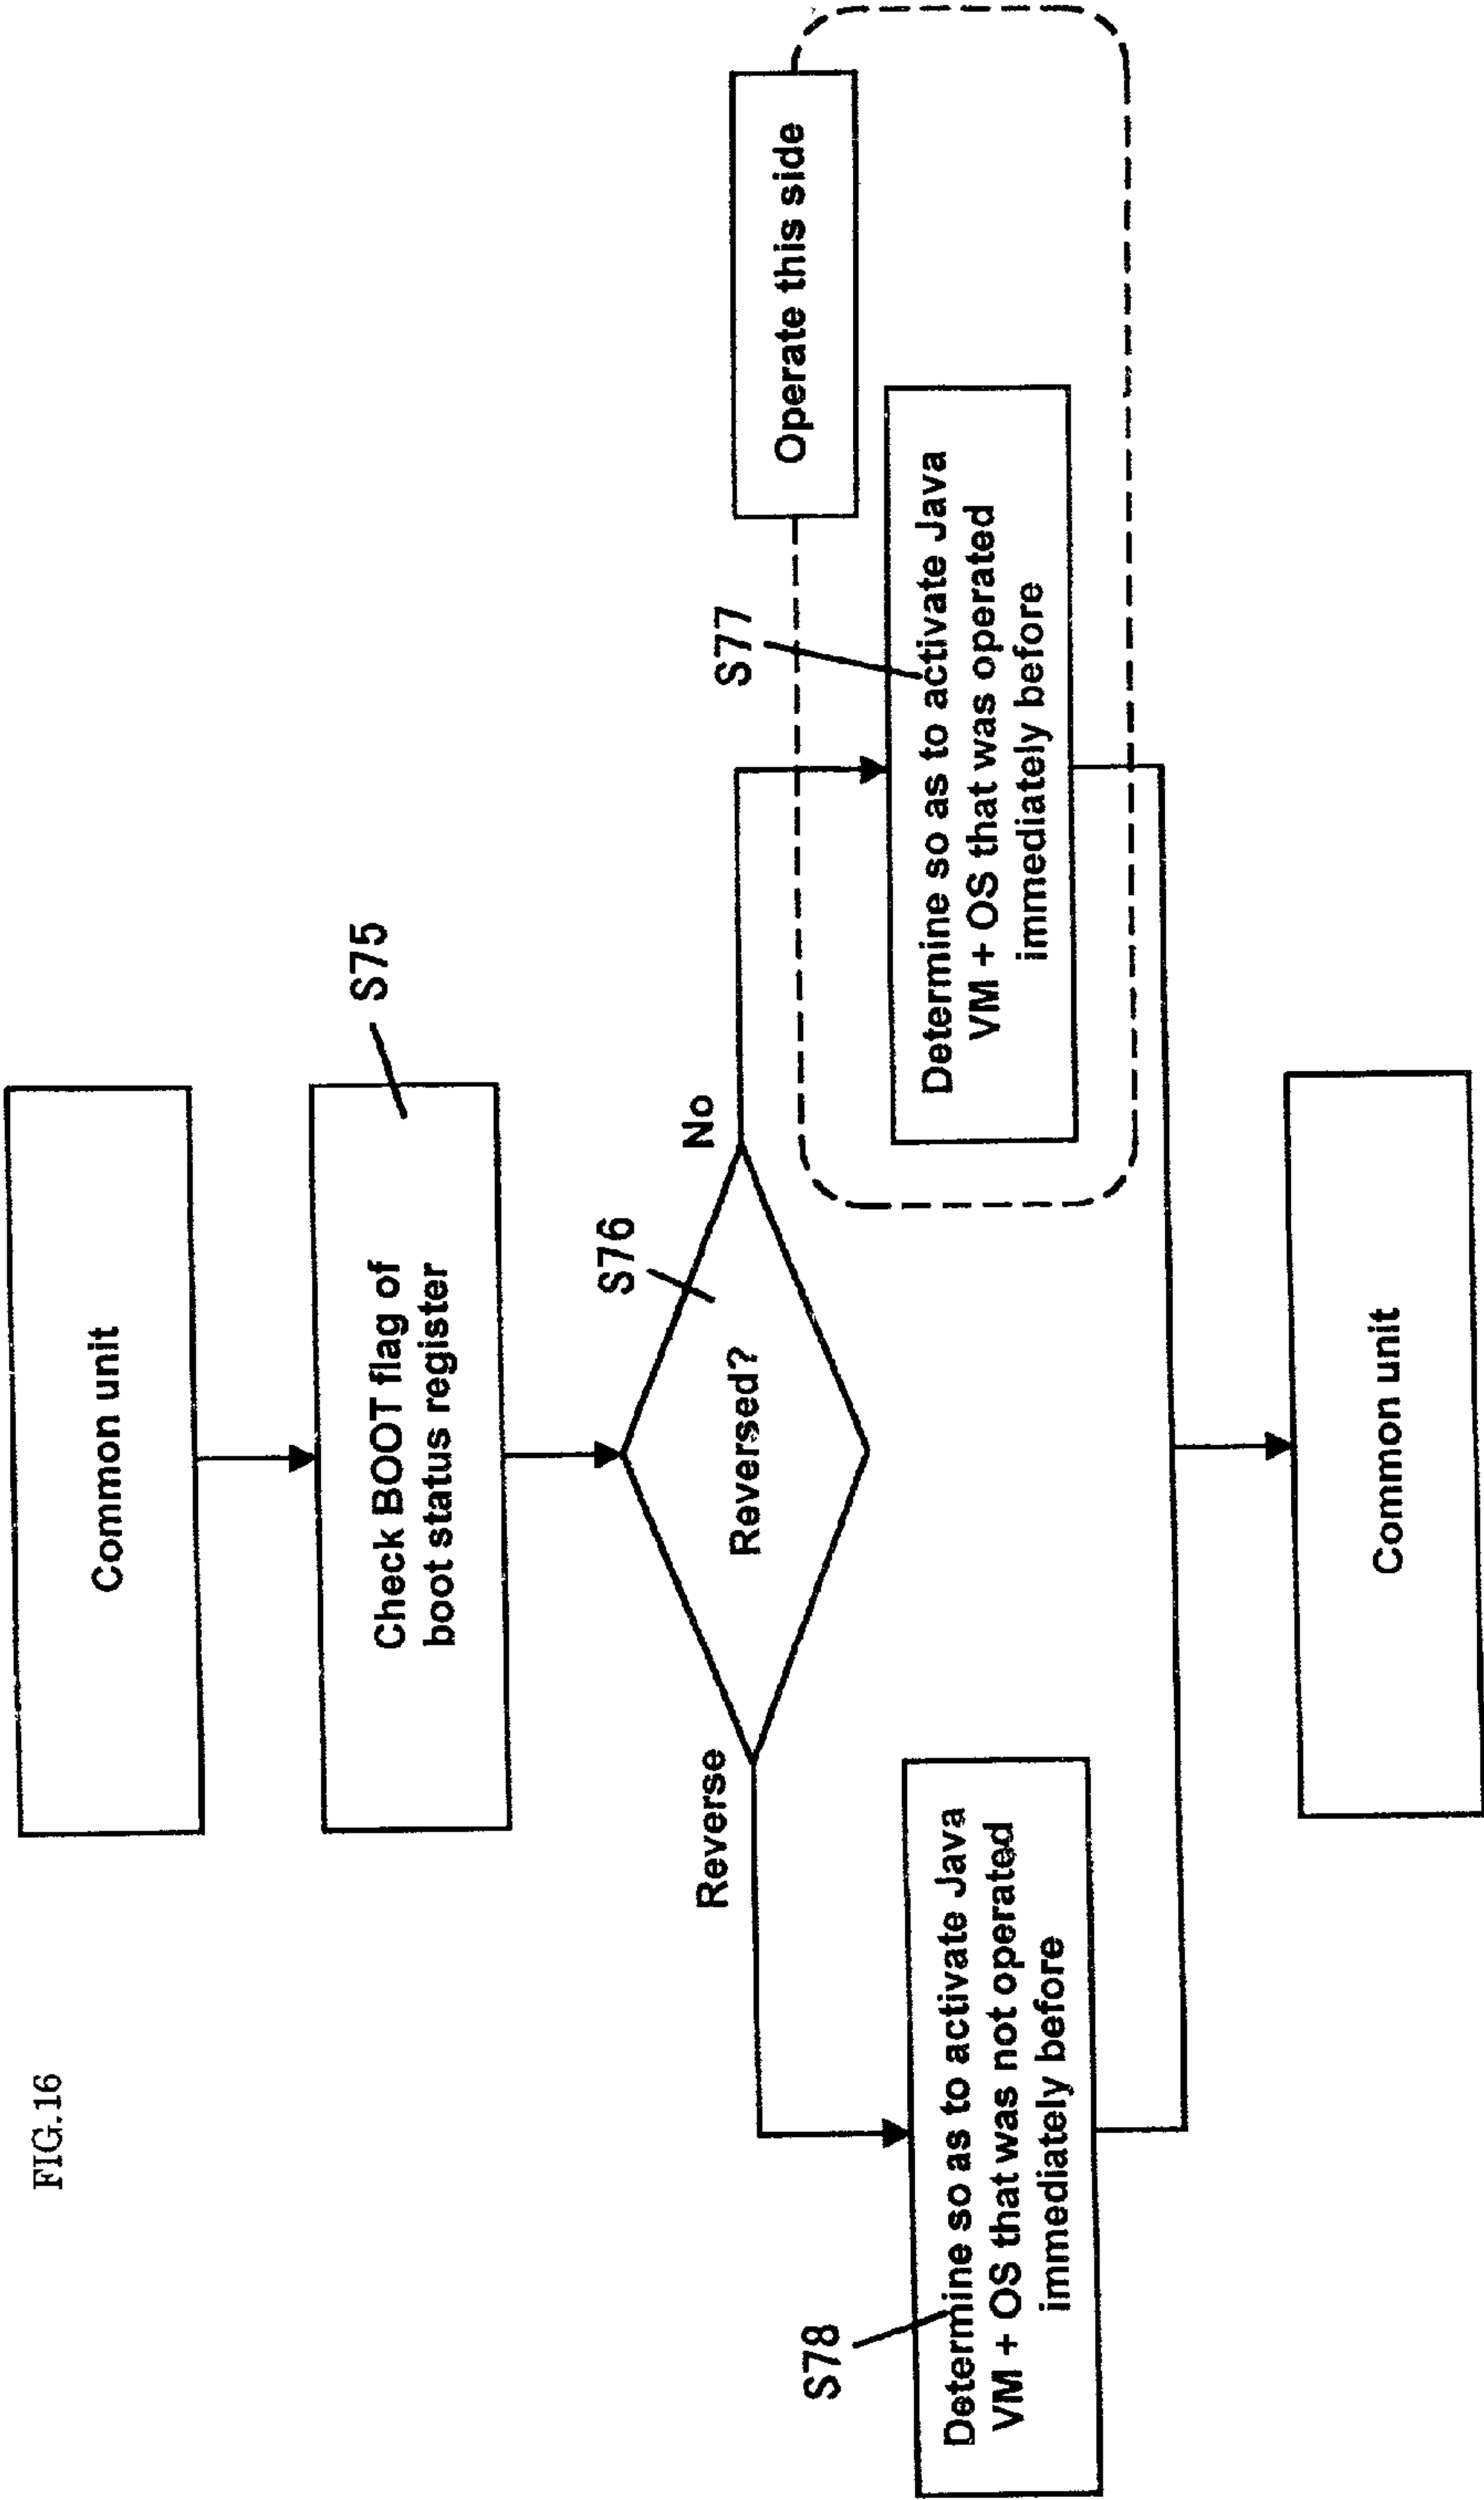 FIG.16
Common unit
S75
Check BOOT flag of
boot status register
S76
Reversed?
Reverse
No
Operate this side
S77
Determine so as to activate Java
VM + OS that was operated
immediately before
S78
Determine so as to activate Java
VM + OS that was not operated
immediately before
Common unit